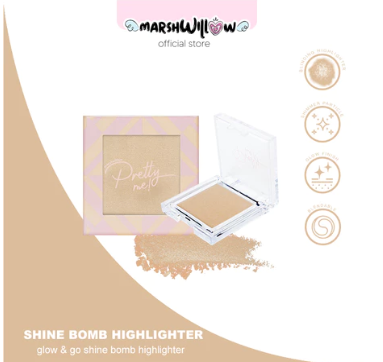 MARSHWILLOW
official store
Pretty
me!
SHINE BOMB HIGHLIGHTER
glow & go shine bomb highlighter